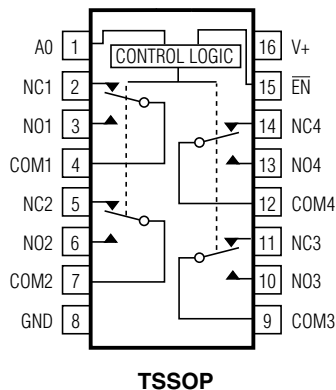 CONTROL LOGIC
A0 1
NC1 2
NO1 3
COM1 4
NC2 5
NO2 6
COM2 7
GND 8
16 V+
15 E̅N̅
14 NC4
13 NO4
12 COM4
11 NC3
10 NO3
9 COM3
TSSOP